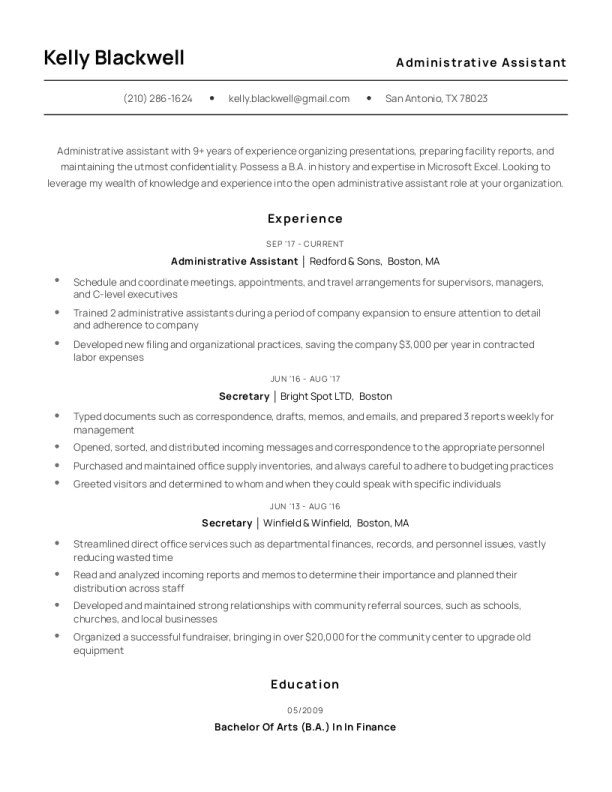 Kelly Blackwell
Administrative Assistant
(210) 286-1624 • kelly.blackwell@gmail.com • San Antonio, TX 78023
Administrative assistant with 9+ years of experience organizing presentations, preparing facility reports, and
maintaining the utmost confidentiality. Possess a B.A. in history and expertise in Microsoft Excel. Looking to
leverage my wealth of knowledge and experience into the open administrative assistant role at your organization.
Experience
SEP '17 - CURRENT
Administrative Assistant | Redford & Sons, Boston, MA
• Schedule and coordinate meetings, appointments, and travel arrangements for supervisors, managers,
and C-level executives
• Trained 2 administrative assistants during a period of company expansion to ensure attention to detail
and adherence to company
• Developed new filing and organizational practices, saving the company $3,000 per year in contracted
labor expenses
JUN '16 - AUG '17
Secretary | Bright Spot LTD, Boston
• Typed documents such as correspondence, drafts, memos, and emails, and prepared 3 reports weekly for
management
• Opened, sorted, and distributed incoming messages and correspondence to the appropriate personnel
• Purchased and maintained office supply inventories, and always careful to adhere to budgeting practices
• Greeted visitors and determined to whom and when they could speak with specific individuals
JUN '13 - AUG '16
Secretary | Winfield & Winfield, Boston, MA
• Streamlined direct office services such as departmental finances, records, and personnel issues, vastly
reducing wasted time
• Read and analyzed incoming reports and memos to determine their importance and planned their
distribution across staff
• Developed and maintained strong relationships with community referral sources, such as schools,
churches, and local businesses
• Organized a successful fundraiser, bringing in over $20,000 for the community center to upgrade old
equipment
Education
05/2009
Bachelor Of Arts (B.A.) In In Finance